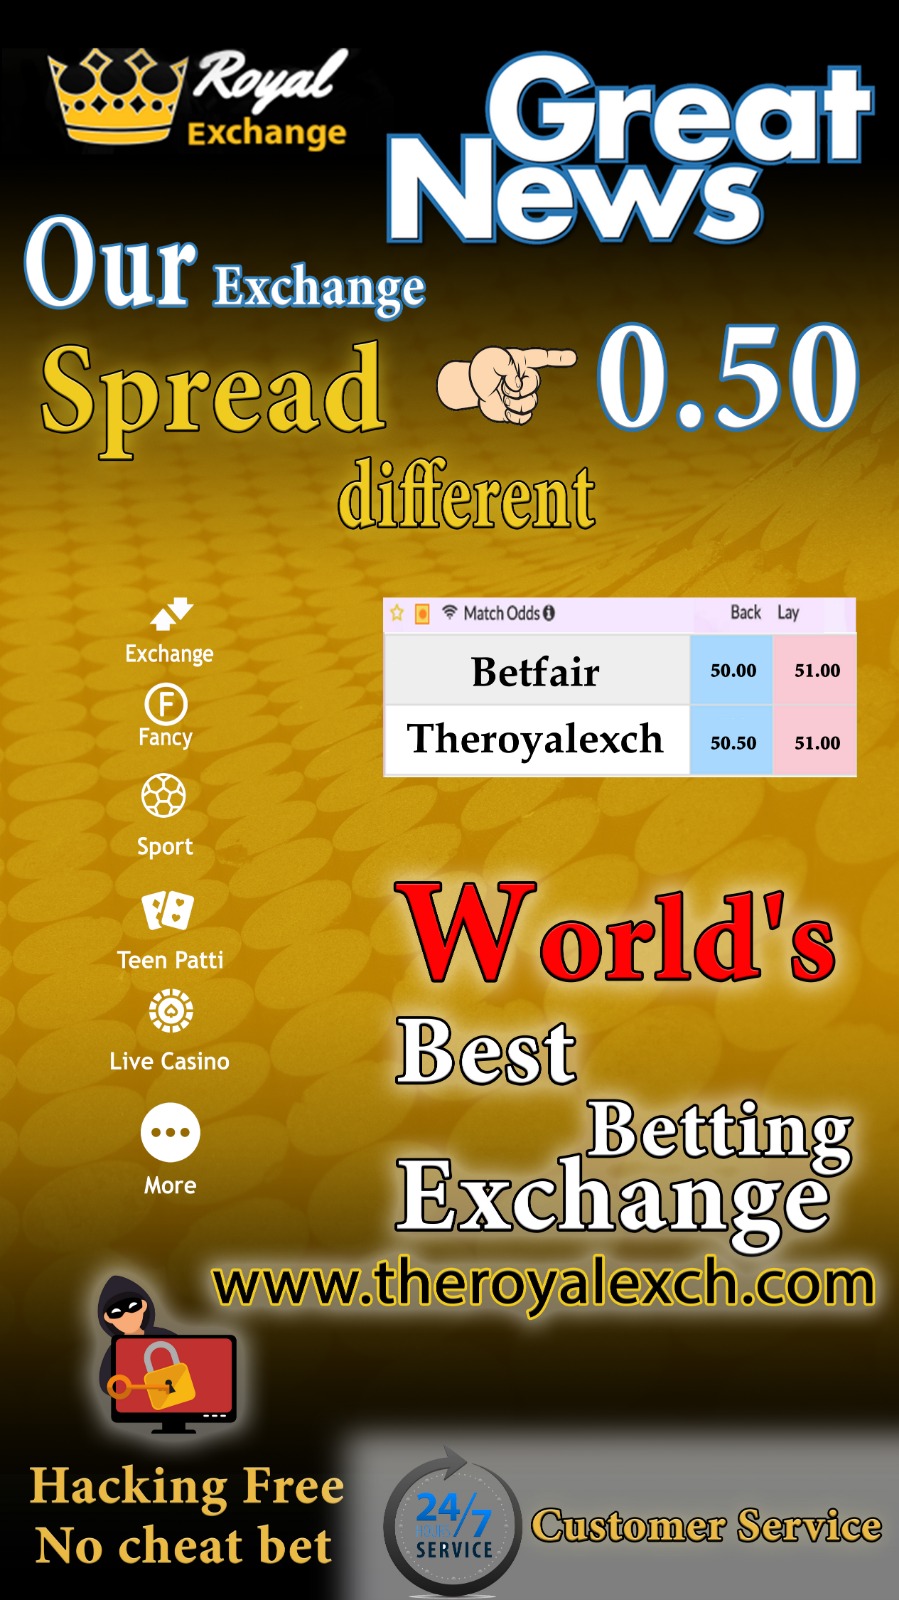 Royal
Exchange
Great
News
Our Exchange
Spread 0.50
different
Exchange
F
Fancy
Sport
Teen Patti
Live Casino
More
Match Odds Back Lay
Betfair 50.00 51.00
Theroyalexch 50.50 51.00
World's
Best
Betting
Exchange
www.theroyalexch.com
Hacking Free
No cheat bet
24/7
HOURS
SERVICE
Customer Service